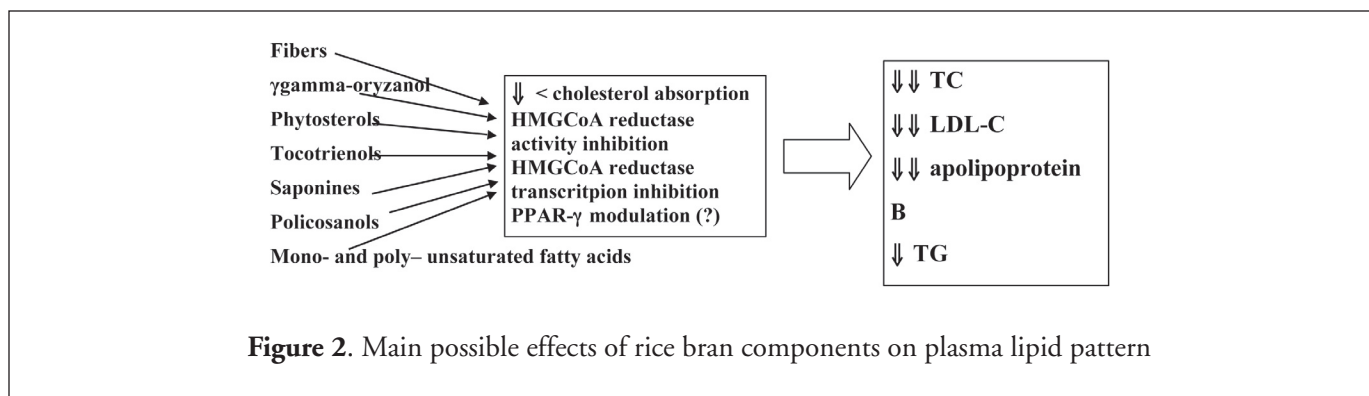 Fibers
γgamma-oryzanol
Phytosterols
Tocotrienols
Saponines
Policosanols
Mono- and poly– unsaturated fatty acids
⇓ < cholesterol absorption
HMGCoA reductase
activity inhibition
HMGCoA reductase
transcritpion inhibition
PPAR-γ modulation (?)
⇓⇓ TC
⇓⇓ LDL-C
⇓⇓ apolipoprotein
B
⇓ TG
Figure 2. Main possible effects of rice bran components on plasma lipid pattern